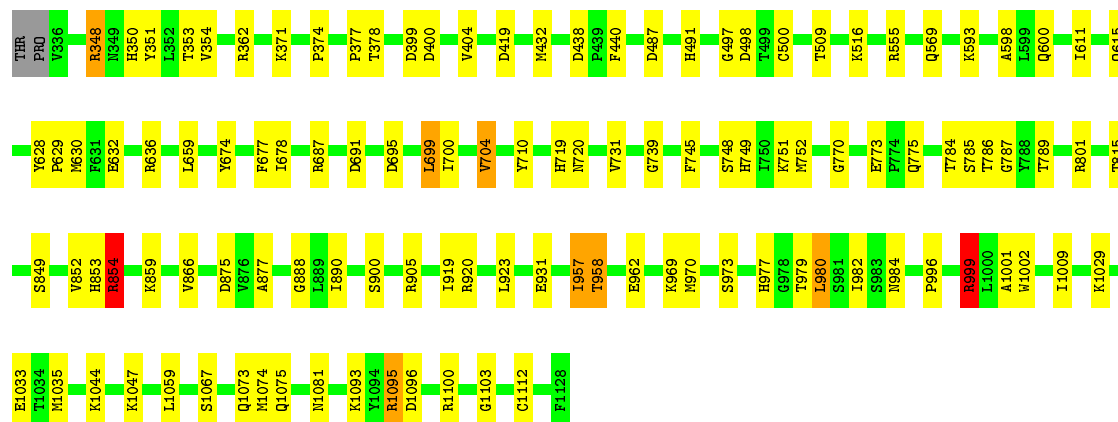 THR PRO V336 R348 N349 H350 Y351 L352 T353 V354 R362 K371 P374 P377 T378 D399 D400 V404 D419 M432 D438 P439 F440 D487 H491 G497 D498 T499 C500 T509 K516 R555 Q569 K593 A598 L599 Q600 I611
Y628 P629 M630 F631 E632 R636 L659 Y674 F677 I678 R687 D691 D695 L699 I700 V704 Y710 H719 N720 V731 G739 F745 S748 H749 I750 K751 M752 G770 E773 P774 Q775 T784 S785 T786 G787 Y788 T789 R801
S849 V852 H853 R854 K859 V866 D875 V876 A877 G888 L889 I890 S900 R905 I919 R920 L923 E931 I957 T958 E962 K969 M970 S973 H977 G978 T979 L980 S981 I982 S983 N984 P996 R999 L1000 A1001 W1002 I1009 K1029
E1033 T1034 M1035 K1044 K1047 L1059 S1067 Q1073 M1074 Q1075 N1081 K1093 Y1094 R1095 D1096 R1100 G1103 C1112 F1128